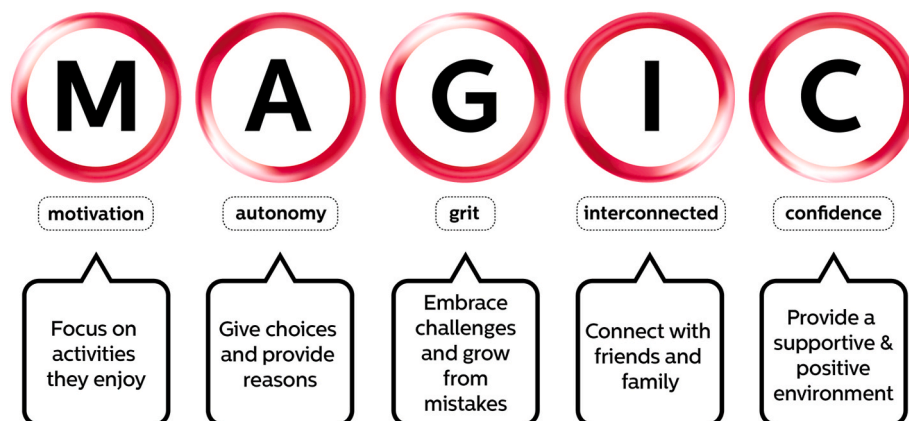 M A G I C
motivation
autonomy
grit
interconnected
confidence
Focus on
activities
they enjoy
Give choices
and provide
reasons
Embrace
challenges
and grow
from
mistakes
Connect with
friends and
family
Provide a
supportive &
positive
environment